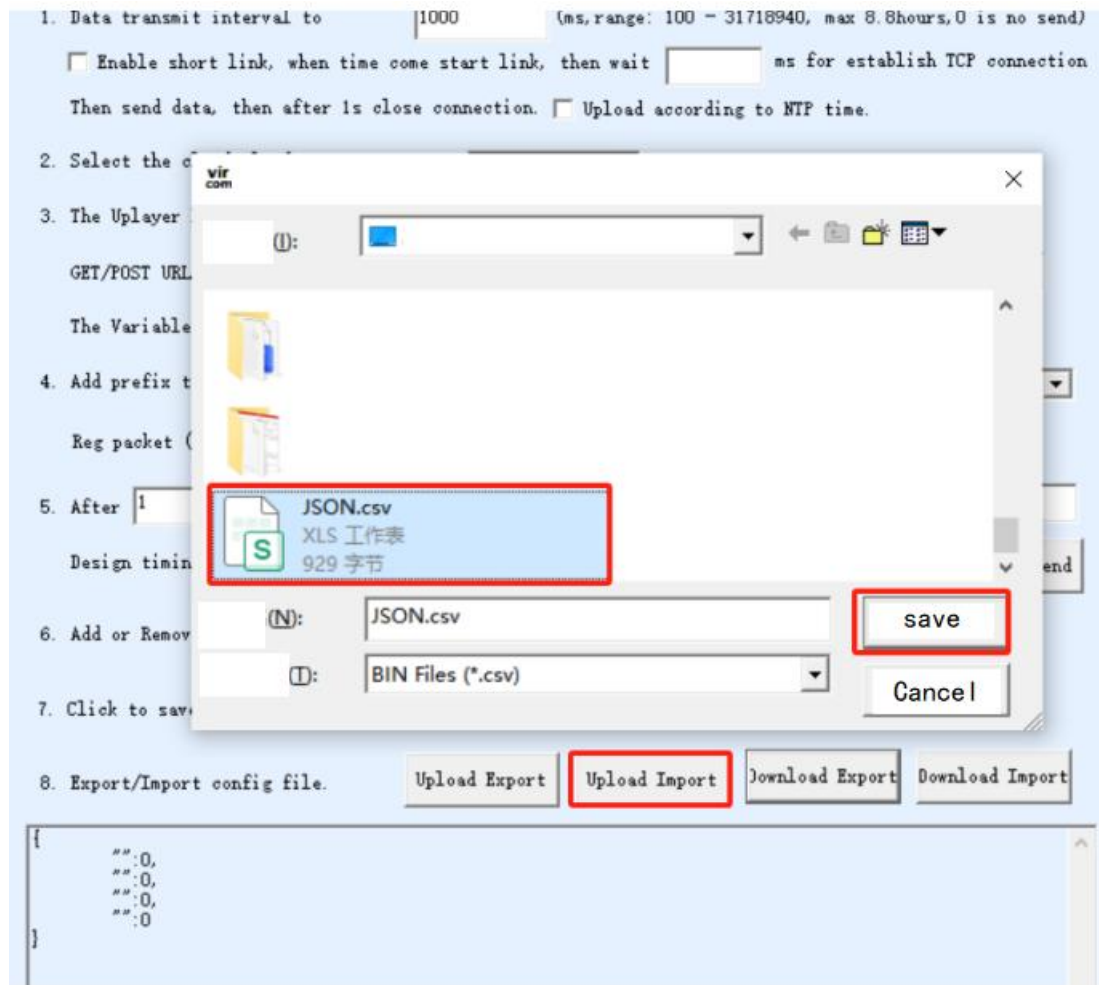 1. Data transmit interval to 1000 (ms,range: 100 - 31718940, max 8.8hours,0 is no send)
Enable short link, when time come start link, then wait ms for establish TCP connection
Then send data, then after 1s close connection. Upload according to NTP time.
2. Select the
vir
com
3. The Uplayer
(I):
GET/POST URL
The Variable
4. Add prefix t
Reg packet (
5. After 1
JSON.csv
XLS 工作表
929 字节
Design timin
end
(N): JSON.csv
save
6. Add or Remov
(T): BIN Files (*.csv)
Cancel
7. Click to save
8. Export/Import config file. Upload Export Upload Import Download Export Download Import
{
"":0,
"":0,
"":0,
"":0
}